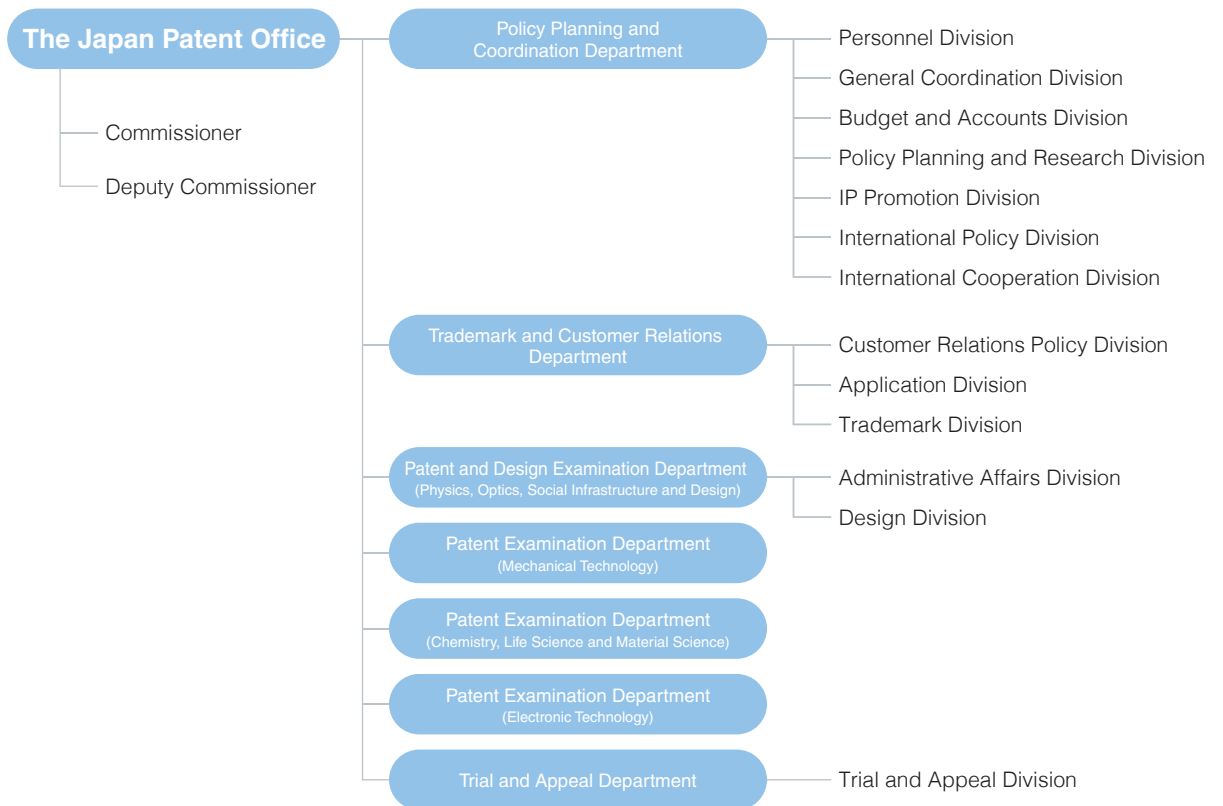 The Japan Patent Office
Commissioner
Deputy Commissioner
Policy Planning and
Coordination Department
Personnel Division
General Coordination Division
Budget and Accounts Division
Policy Planning and Research Division
IP Promotion Division
International Policy Division
International Cooperation Division
Trademark and Customer Relations
Department
Customer Relations Policy Division
Application Division
Trademark Division
Patent and Design Examination Department
(Physics, Optics, Social Infrastructure and Design)
Administrative Affairs Division
Design Division
Patent Examination Department
(Mechanical Technology)
Patent Examination Department
(Chemistry, Life Science and Material Science)
Patent Examination Department
(Electronic Technology)
Trial and Appeal Department
Trial and Appeal Division